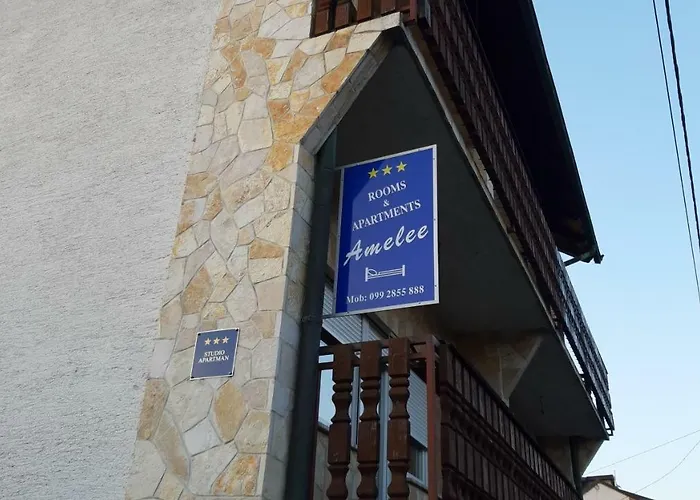 ROOMS
&
APARTMENTS
Amelee
Mob: 099 2855 888
STUDIO
APARTMAN